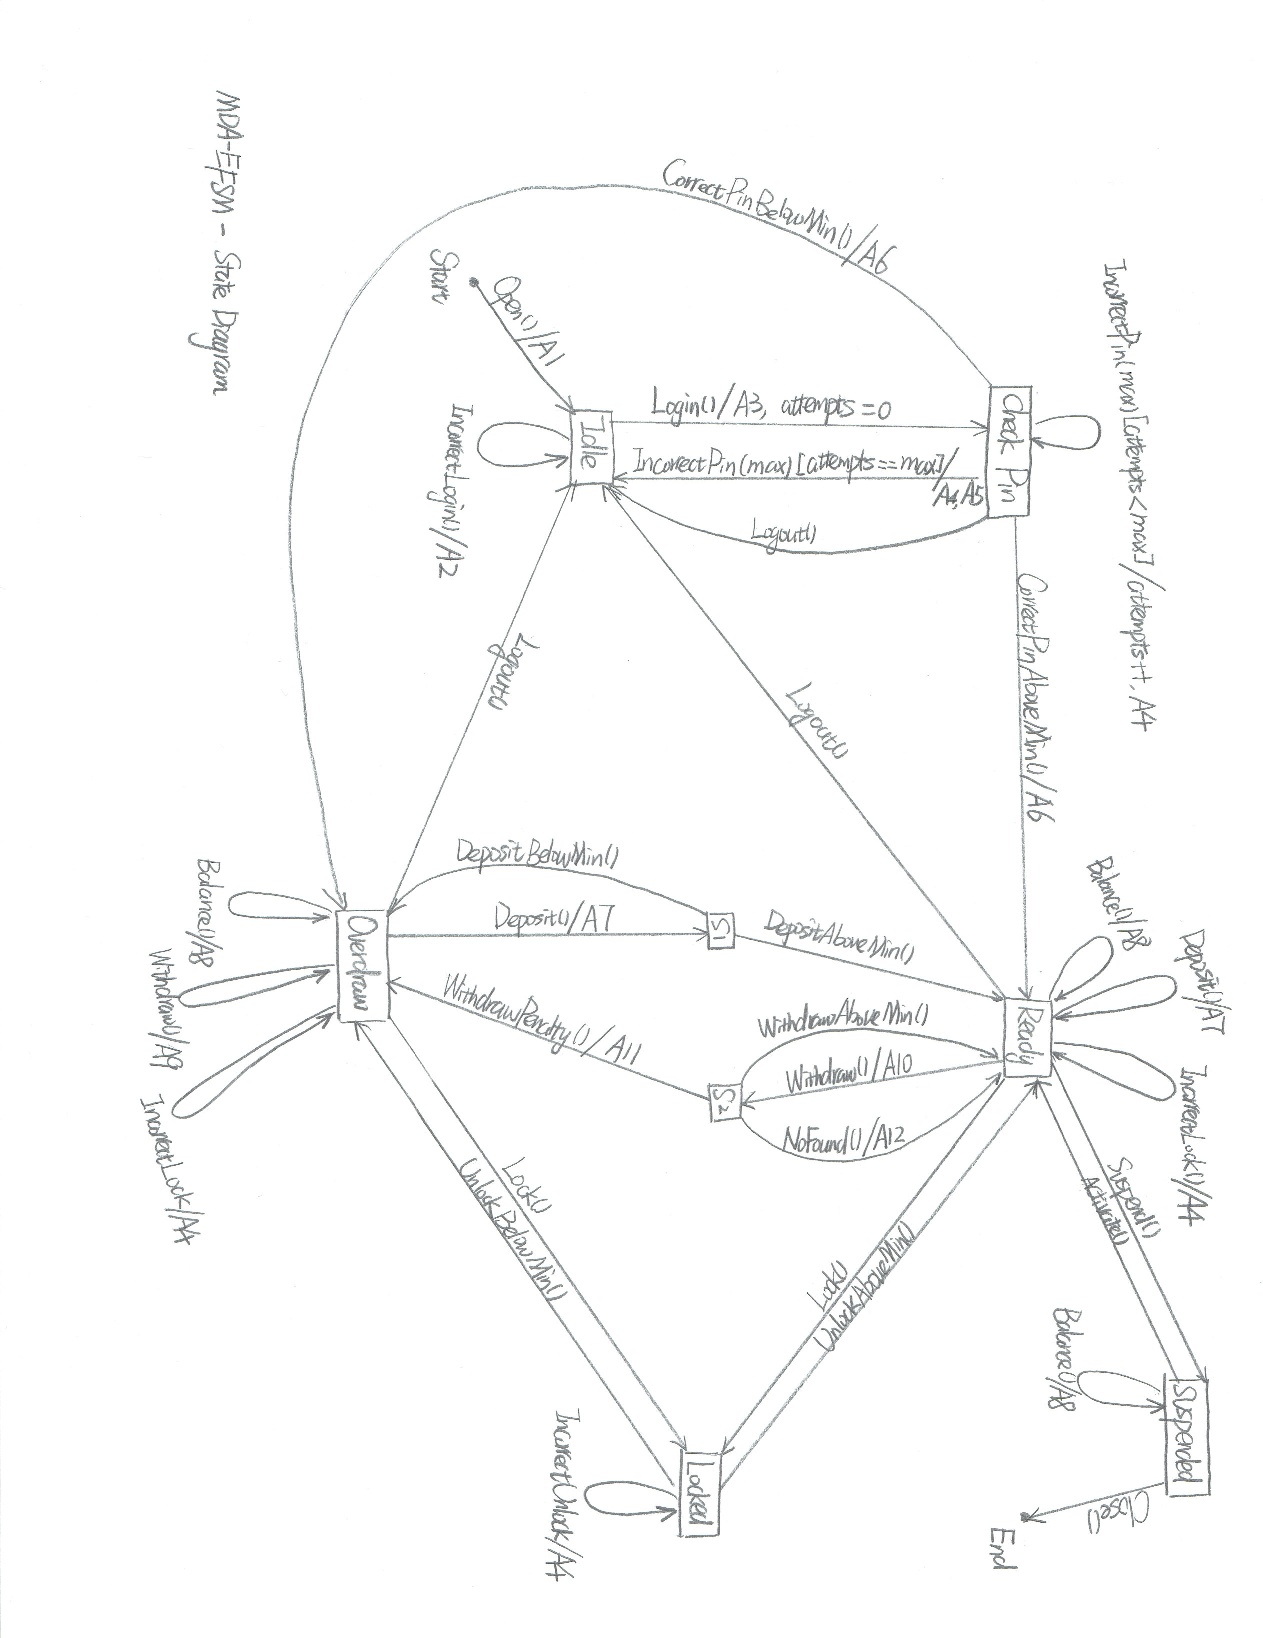 MDA-EFSM - State Diagram
CorrectPinBelowMin()/A6
Start
Open()/A1
Idle
IncorrectLogin()/A2
Login()/A3, attempts=0
IncorrectPin(max)[attempts==max]/
A4,A5
Logout()
Check Pin
IncorrectPin(max)[attempts<max]/attempts++, A4
CorrectPinAboveMin()/A6
Logout()
Logout()
DepositBelowMin()
Deposit()/A7
S1
DepositAboveMin()
Balance()/A8
Withdraw()/A9
IncorrectLock/A4
Overdraw
WithdrawPenalty()/A11
WithdrawAboveMin()
Withdraw()/A10
S2
NoFound()/A12
Ready
Balance()/A8
Deposit()/A7
IncorrectLock()/A4
Lock()
UnlockBelowMin()
Lock()
UnlockAboveMin()
Suspend()
Activate()
Balance()/A8
Suspended
Close()
End
Locked
IncorrectUnlock/A4